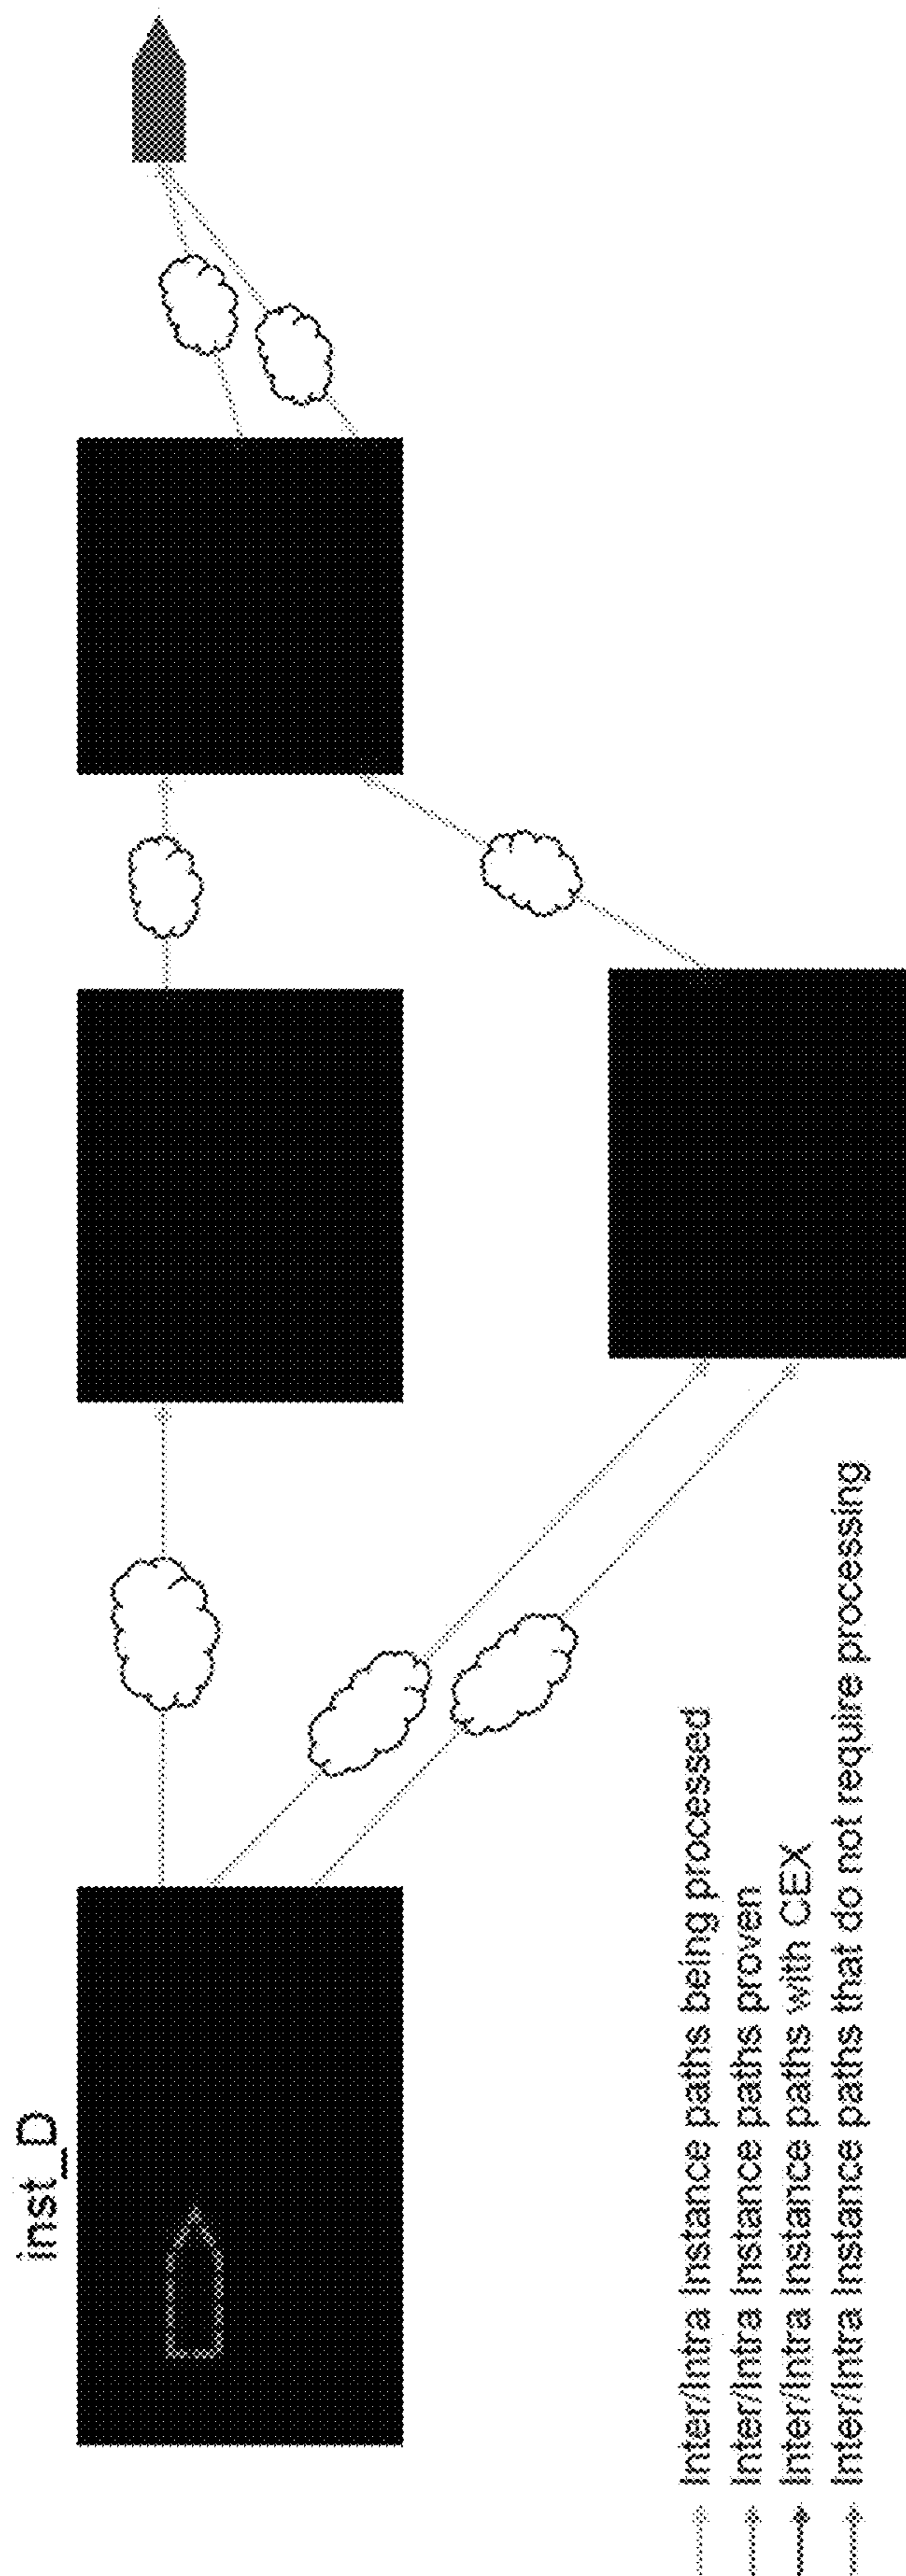 inst_D
Inter/Intra Instance paths being processed
Inter/Intra Instance paths proven
Inter/Intra Instance paths with CEX
Inter/Intra Instance paths that do not require processing